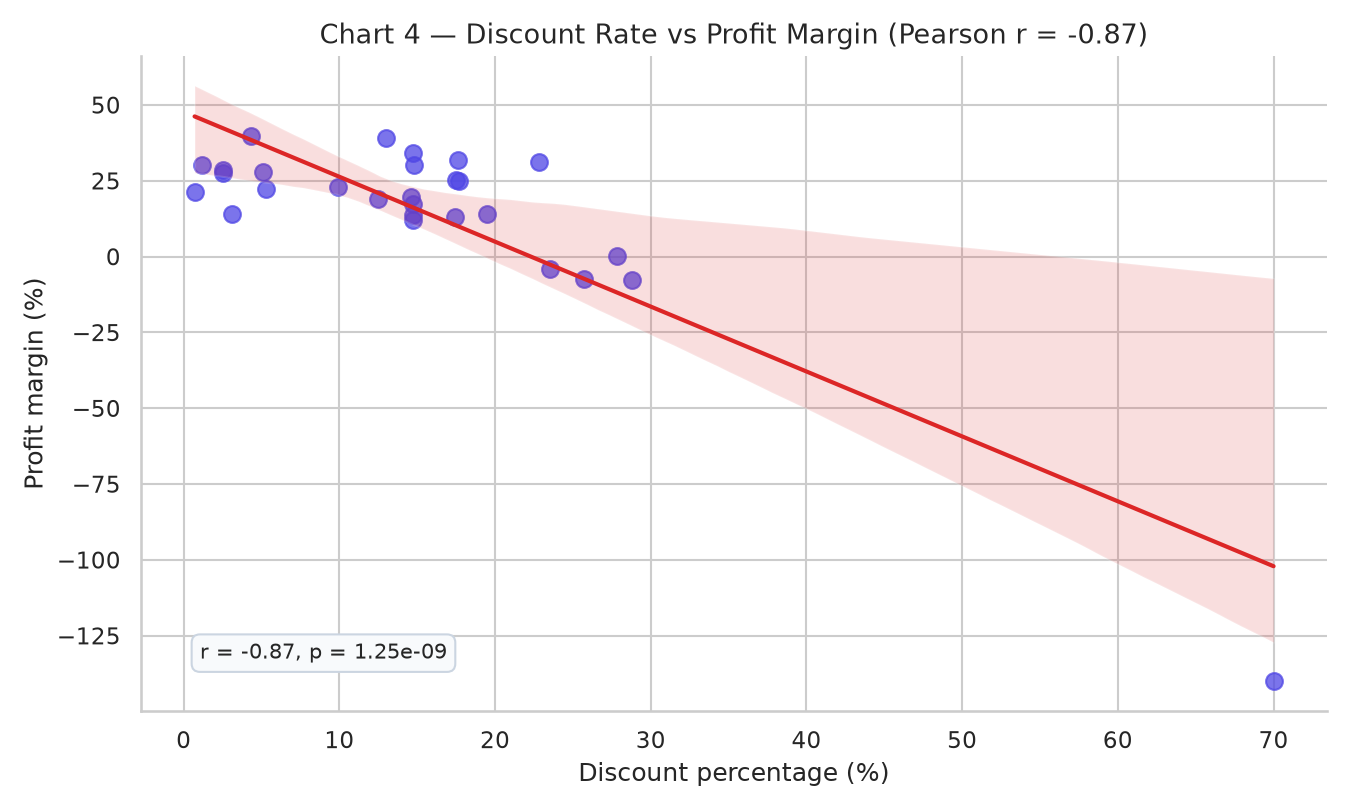 Chart 4 — Discount Rate vs Profit Margin (Pearson r = -0.87)
Profit margin (%)
50
25
0
−25
−50
−75
−100
−125
r = -0.87, p = 1.25e-09
0 10 20 30 40 50 60 70
Discount percentage (%)